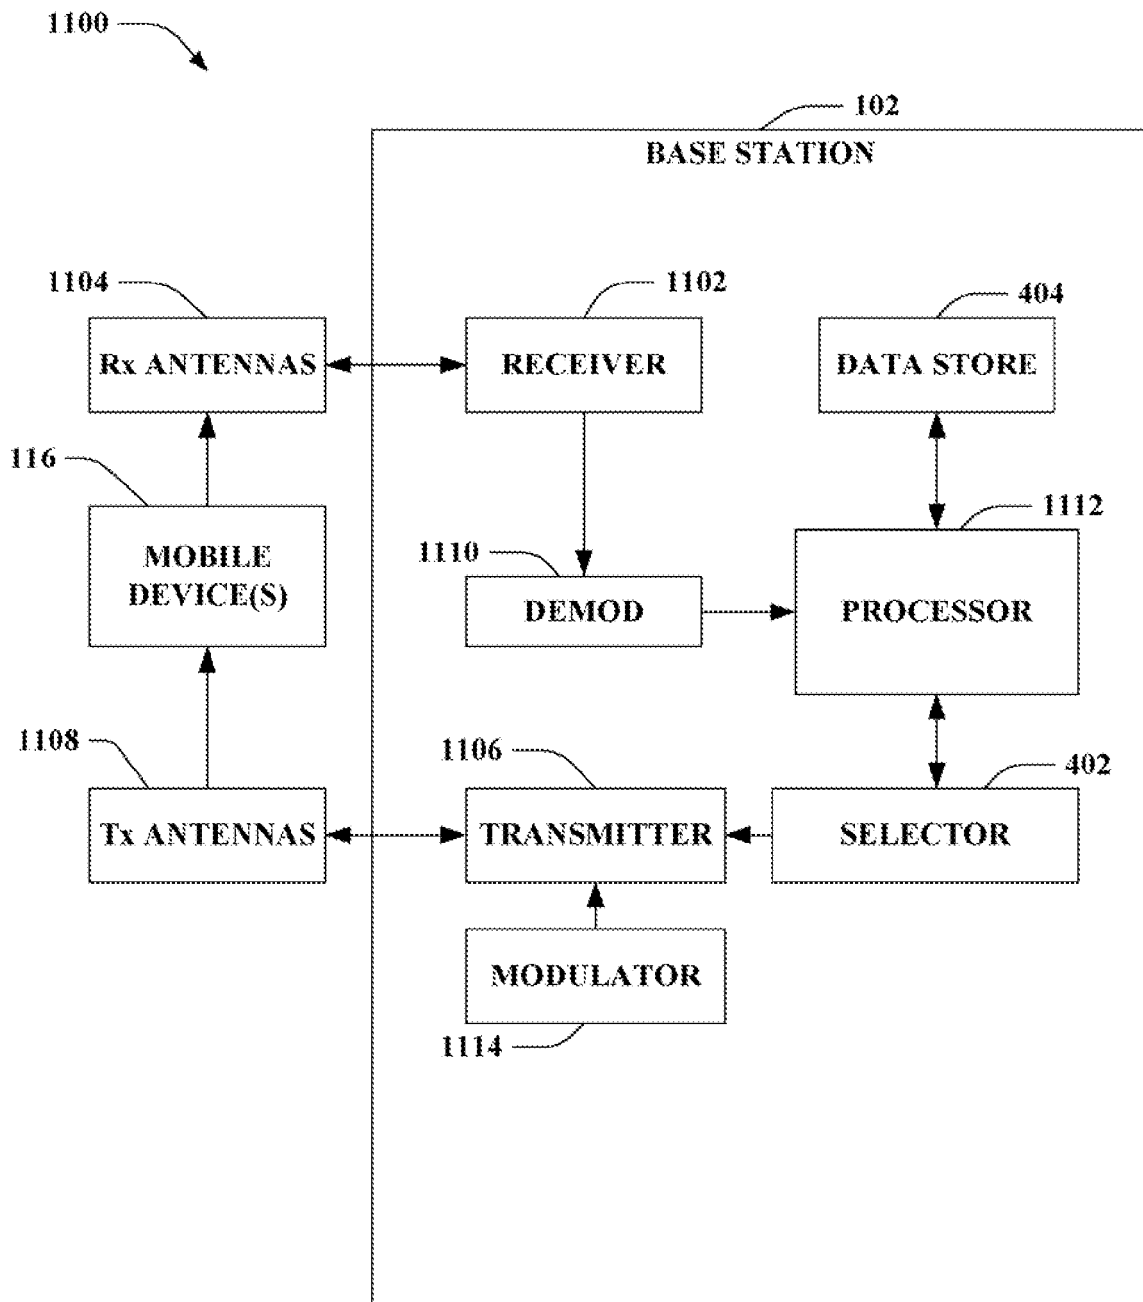 1100
102
BASE STATION
1104
1102
404
Rx ANTENNAS
RECEIVER
DATA STORE
116
1112
MOBILE
DEVICE(S)
1110
DEMOD
PROCESSOR
1108
1106
402
Tx ANTENNAS
TRANSMITTER
SELECTOR
MODULATOR
1114